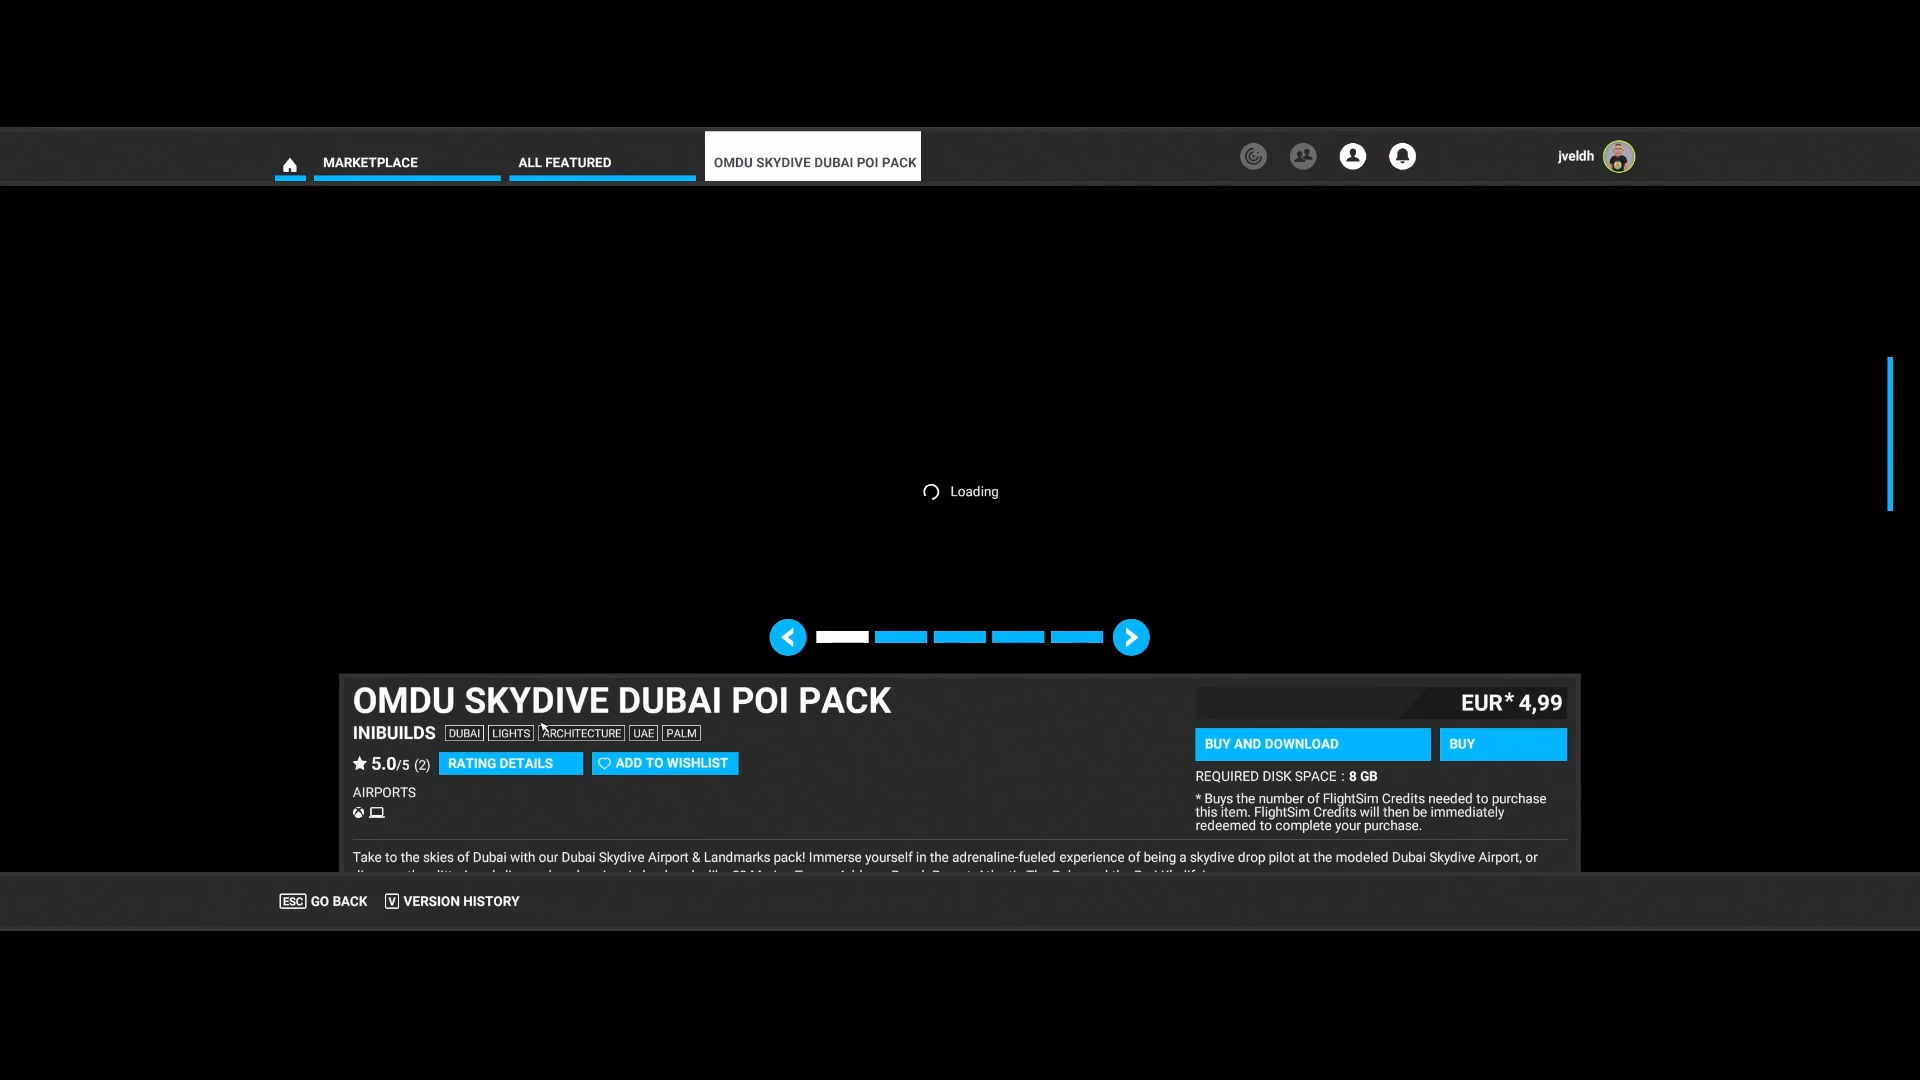 MARKETPLACE
ALL FEATURED
OMDU SKYDIVE DUBAI POI PACK
jveldh
Loading
OMDU SKYDIVE DUBAI POI PACK
INIBUILDS DUBAI LIGHTS ARCHITECTURE UAE PALM
5.0/5 (2) RATING DETAILS ADD TO WISHLIST
AIRPORTS
EUR* 4,99
BUY AND DOWNLOAD BUY
REQUIRED DISK SPACE : 8 GB
* Buys the number of FlightSim Credits needed to purchase
this item. FlightSim Credits will then be immediately
redeemed to complete your purchase.
Take to the skies of Dubai with our Dubai Skydive Airport & Landmarks pack! Immerse yourself in the adrenaline-fueled experience of being a skydive drop pilot at the modeled Dubai Skydive Airport, or
ESC GO BACK V VERSION HISTORY